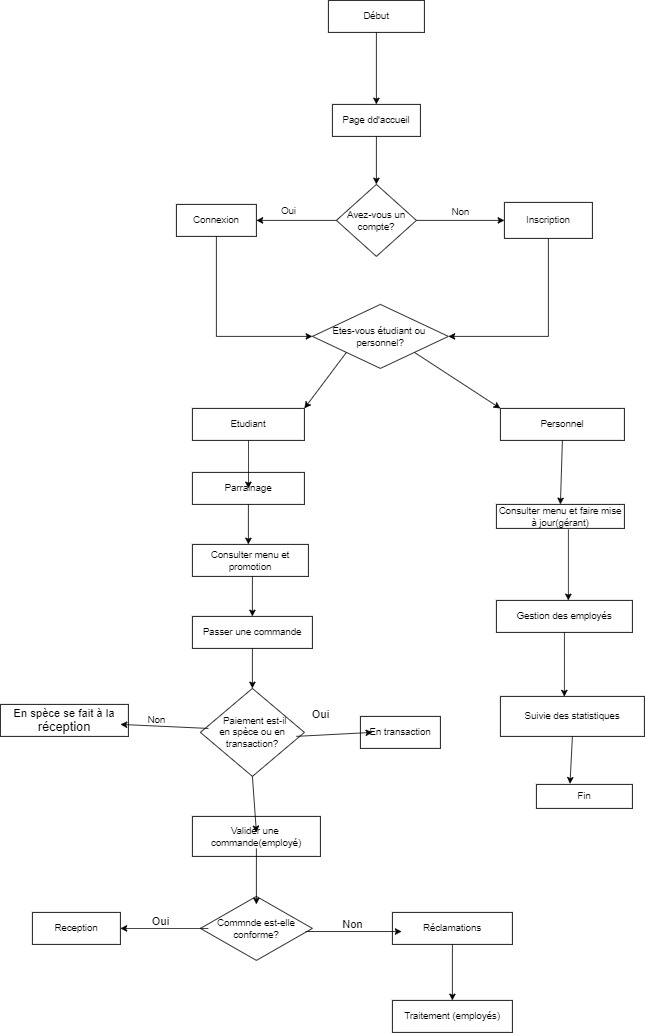 Début
Page dd'accueil
Avez-vous un
compte?
Oui
Non
Connexion
Inscription
Etes-vous étudiant ou
personnel?
Etudiant
Personnel
Parrainage
Consulter menu et faire mise
à jour(gérant)
Consulter menu et
promotion
Gestion des employés
Passer une commande
Paiement est-il
en spèce ou en
transaction?
Non
Oui
En spèce se fait à la
réception
En transaction
Suivie des statistiques
Fin
Valider une
commande(employé)
Commnde est-elle
conforme?
Oui
Non
Reception
Réclamations
Traitement (employés)